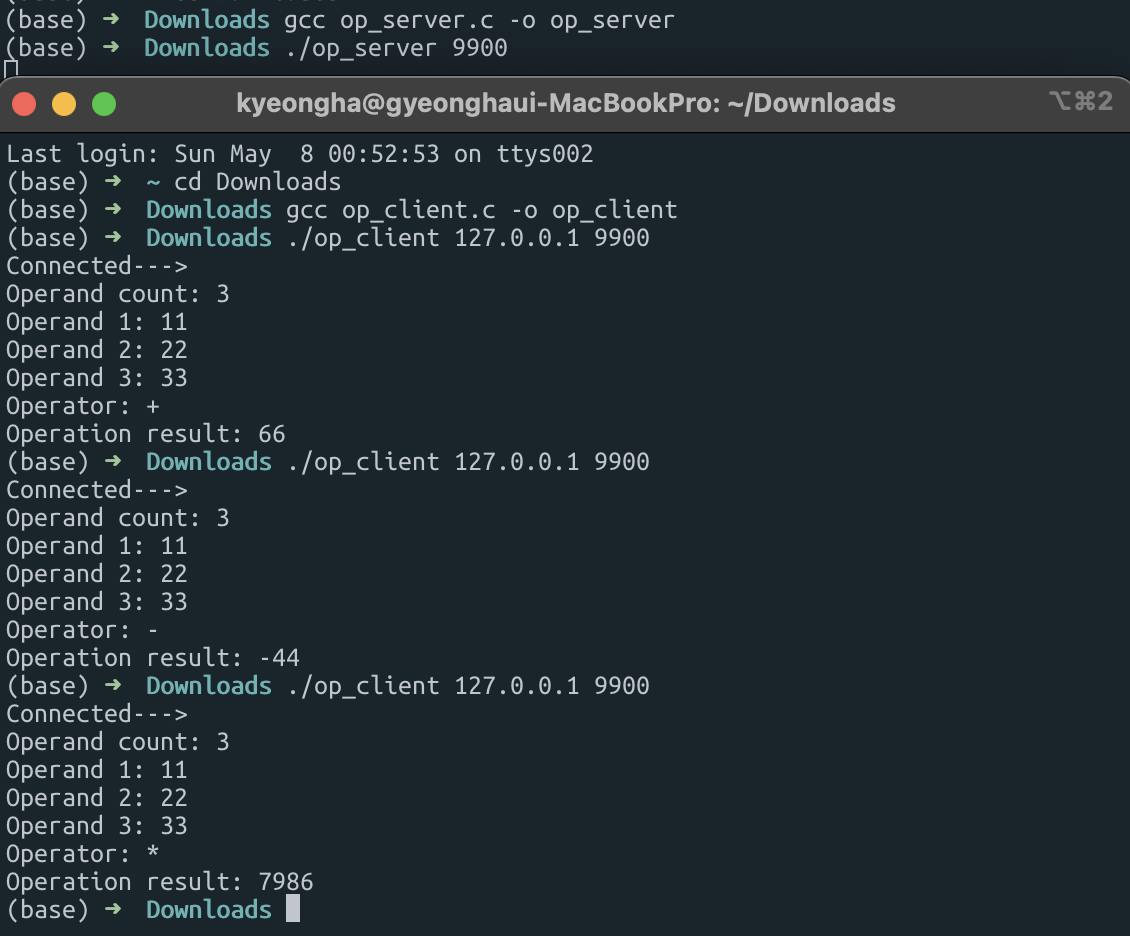 (base) ➜  Downloads gcc op_server.c -o op_server
(base) ➜  Downloads ./op_server 9900
kyeongha@gyeonghaui-MacBookPro: ~/Downloads ⌥⌘2
Last login: Sun May  8 00:52:53 on ttys002
(base) ➜  ~ cd Downloads
(base) ➜  Downloads gcc op_client.c -o op_client
(base) ➜  Downloads ./op_client 127.0.0.1 9900
Connected--->
Operand count: 3
Operand 1: 11
Operand 2: 22
Operand 3: 33
Operator: +
Operation result: 66
(base) ➜  Downloads ./op_client 127.0.0.1 9900
Connected--->
Operand count: 3
Operand 1: 11
Operand 2: 22
Operand 3: 33
Operator: -
Operation result: -44
(base) ➜  Downloads ./op_client 127.0.0.1 9900
Connected--->
Operand count: 3
Operand 1: 11
Operand 2: 22
Operand 3: 33
Operator: *
Operation result: 7986
(base) ➜  Downloads